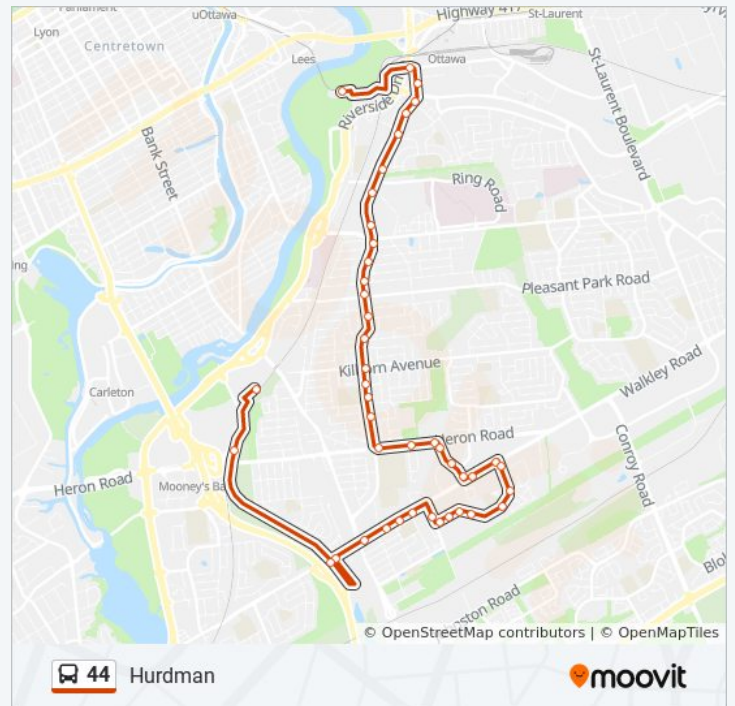 Parliament
uOttawa
Highway 417
St-Laurent
Lyon
Centretown
Lees
Ottawa
Riverside Dr
St-Laurent Boulevard
Bank Street
Ring Road
Pleasant Park Road
Kilborn Avenue
Walkley Road
Carleton
Heron Road
Conroy Road
Heron Road
Mooney's Ba
© OpenStreetMap contributors | © OpenMapTiles
44 Hurdman
moovit